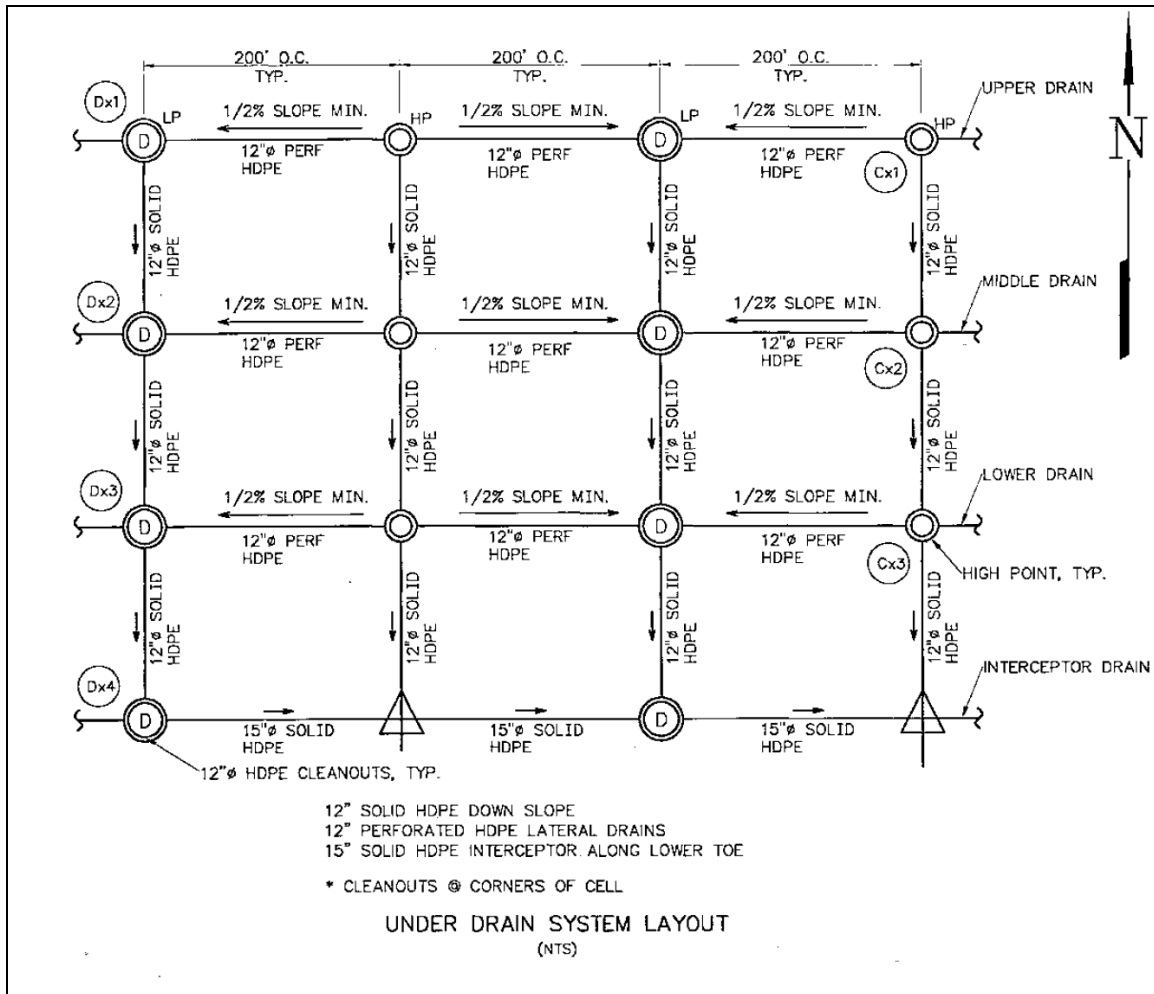 200' O.C.
TYP.
200' O.C.
TYP.
200' O.C.
TYP.
Dx1
LP
1/2% SLOPE MIN.
HP
1/2% SLOPE MIN.
LP
1/2% SLOPE MIN.
HP
UPPER DRAIN
N
D
D
12"ø PERF
HDPE
12"ø PERF
HDPE
12"ø PERF
HDPE
Cx1
12"ø SOLID
HDPE
12"ø SOLID
HDPE
12"ø SOLID
HDPE
12"ø SOLID
HDPE
Dx2
1/2% SLOPE MIN.
1/2% SLOPE MIN.
1/2% SLOPE MIN.
MIDDLE DRAIN
D
D
12"ø PERF
HDPE
12"ø PERF
HDPE
12"ø PERF
HDPE
Cx2
12"ø SOLID
HDPE
12"ø SOLID
HDPE
12"ø SOLID
HDPE
12"ø SOLID
HDPE
Dx3
1/2% SLOPE MIN.
1/2% SLOPE MIN.
1/2% SLOPE MIN.
LOWER DRAIN
D
D
12"ø PERF
HDPE
12"ø PERF
HDPE
12"ø PERF
HDPE
Cx3
HIGH POINT, TYP.
12"ø SOLID
HDPE
12"ø SOLID
HDPE
12"ø SOLID
HDPE
12"ø SOLID
HDPE
Dx4
INTERCEPTOR DRAIN
D
D
15"ø SOLID
HDPE
15"ø SOLID
HDPE
15"ø SOLID
HDPE
12"ø HDPE CLEANOUTS, TYP.
12" SOLID HDPE DOWN SLOPE
12" PERFORATED HDPE LATERAL DRAINS
15" SOLID HDPE INTERCEPTOR ALONG LOWER TOE
* CLEANOUTS @ CORNERS OF CELL
UNDER DRAIN SYSTEM LAYOUT
(NTS)